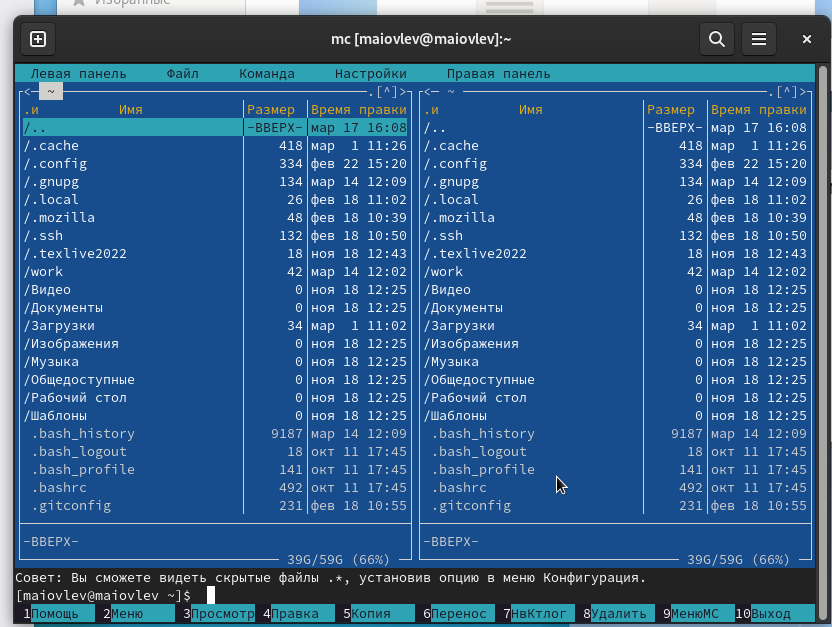 Избранные
mc [maiovlev@maiovlev]:~
Левая панель Файл Команда Настройки Правая панель
<─ ~ .[^]> <─ ~ .[^]>
.и Имя Размер Время правки .и Имя Размер Время правки
/.. -ВВЕРХ- мар 17 16:08 /.. -ВВЕРХ- мар 17 16:08
/.cache 418 мар 1 11:26 /.cache 418 мар 1 11:26
/.config 334 фев 22 15:20 /.config 334 фев 22 15:20
/.gnupg 134 мар 14 12:09 /.gnupg 134 мар 14 12:09
/.local 26 фев 18 11:02 /.local 26 фев 18 11:02
/.mozilla 48 фев 18 10:39 /.mozilla 48 фев 18 10:39
/.ssh 132 фев 18 10:50 /.ssh 132 фев 18 10:50
/.texlive2022 18 ноя 18 12:43 /.texlive2022 18 ноя 18 12:43
/work 42 мар 14 12:02 /work 42 мар 14 12:02
/Видео 0 ноя 18 12:25 /Видео 0 ноя 18 12:25
/Документы 0 ноя 18 12:25 /Документы 0 ноя 18 12:25
/Загрузки 34 мар 1 11:02 /Загрузки 34 мар 1 11:02
/Изображения 0 ноя 18 12:25 /Изображения 0 ноя 18 12:25
/Музыка 0 ноя 18 12:25 /Музыка 0 ноя 18 12:25
/Общедоступные 0 ноя 18 12:25 /Общедоступные 0 ноя 18 12:25
/Рабочий стол 0 ноя 18 12:25 /Рабочий стол 0 ноя 18 12:25
/Шаблоны 0 ноя 18 12:25 /Шаблоны 0 ноя 18 12:25
.bash_history 9187 мар 14 12:09 .bash_history 9187 мар 14 12:09
.bash_logout 18 окт 11 17:45 .bash_logout 18 окт 11 17:45
.bash_profile 141 окт 11 17:45 .bash_profile 141 окт 11 17:45
.bashrc 492 окт 11 17:45 .bashrc 492 окт 11 17:45
.gitconfig 231 фев 18 10:55 .gitconfig 231 фев 18 10:55
-ВВЕРХ- -ВВЕРХ-
39G/59G (66%) 39G/59G (66%)
Совет: Вы сможете видеть скрытые файлы .*, установив опцию в меню Конфигурация.
[maiovlev@maiovlev ~]$
1Помощь 2Меню 3Просмотр 4Правка 5Копия 6Перенос 7НвКтлог 8Удалить 9МенюМС 10Выход